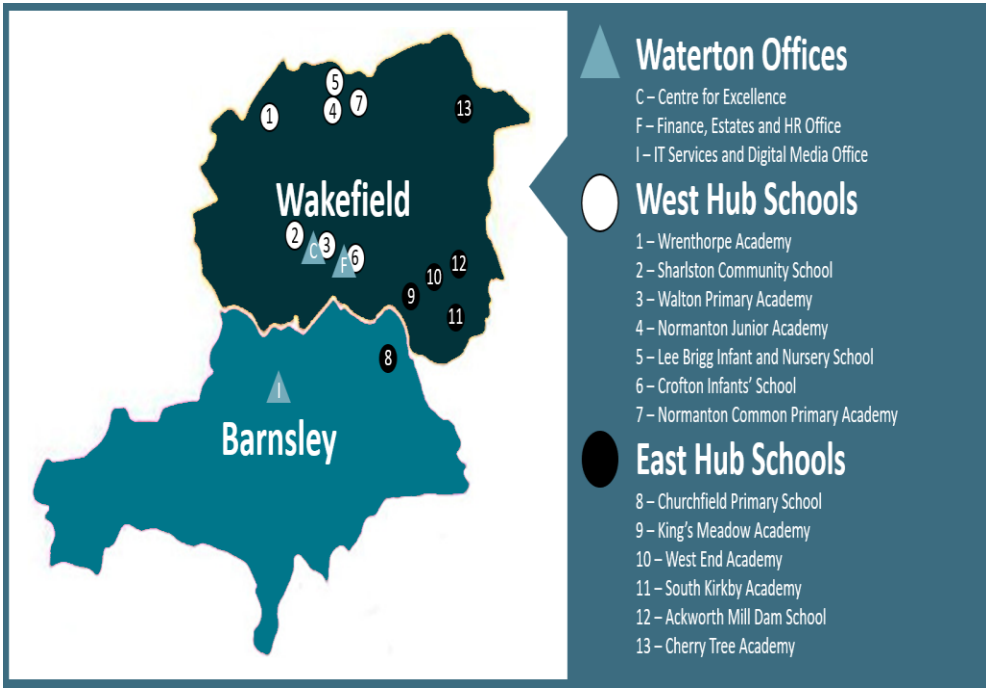 5
4
7
1
13
Wakefield
2
C
3
F
6
12
10
9
11
8
I
Barnsley
Waterton Offices
C – Centre for Excellence
F – Finance, Estates and HR Office
I – IT Services and Digital Media Office
West Hub Schools
1 – Wrenthorpe Academy
2 – Sharlston Community School
3 – Walton Primary Academy
4 – Normanton Junior Academy
5 – Lee Brigg Infant and Nursery School
6 – Crofton Infants' School
7 – Normanton Common Primary Academy
East Hub Schools
8 – Churchfield Primary School
9 – King's Meadow Academy
10 – West End Academy
11 – South Kirkby Academy
12 – Ackworth Mill Dam School
13 – Cherry Tree Academy